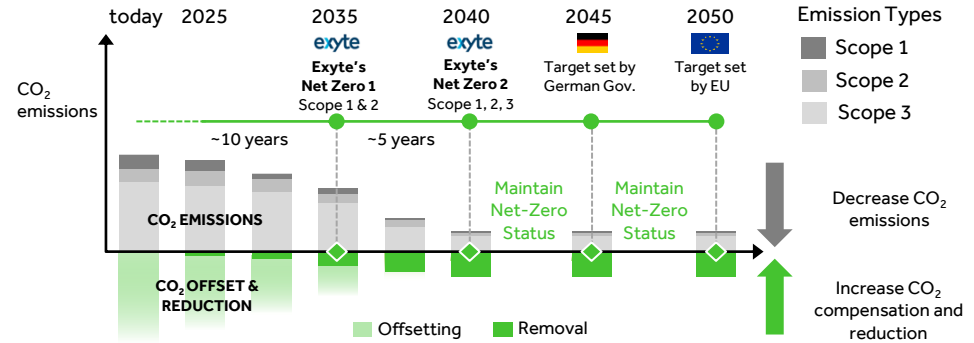 today 2025 2035 2040 2045 2050
Emission Types
Scope 1
Scope 2
Scope 3
exyte
Exyte's
Net Zero 1
Scope 1 & 2
exyte
Exyte's
Net Zero 2
Scope 1, 2, 3
Target set by
German Gov.
Target set
by EU
CO₂
emissions
~10 years
~5 years
CO₂ EMISSIONS
Maintain
Net-Zero
Status
Maintain
Net-Zero
Status
Decrease CO₂
emissions
CO₂ OFFSET &
REDUCTION
Increase CO₂
compensation and
reduction
Offsetting
Removal